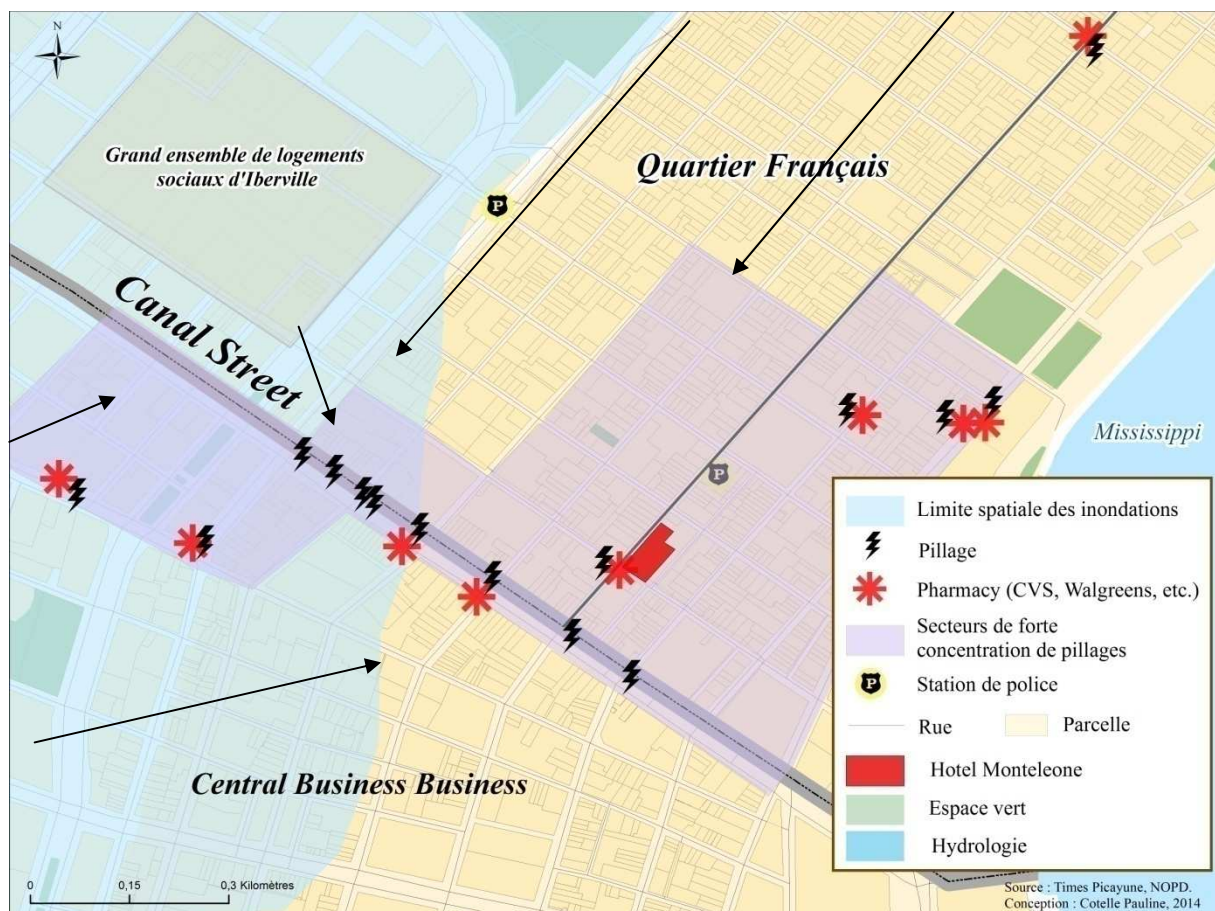 N
Grand ensemble de logements
sociaux d'Iberville
Quartier Français
P
Canal Street
Mississippi
P
Central Business Business
Limite spatiale des inondations
Pillage
Pharmacy (CVS, Walgreens, etc.)
Secteurs de forte
concentration de pillages
P
Station de police
Rue
Parcelle
Hotel Monteleone
Espace vert
Hydrologie
0 0,15 0,3 Kilomètres
Source : Times Picayune, NOPD.
Conception : Cotelle Pauline, 2014